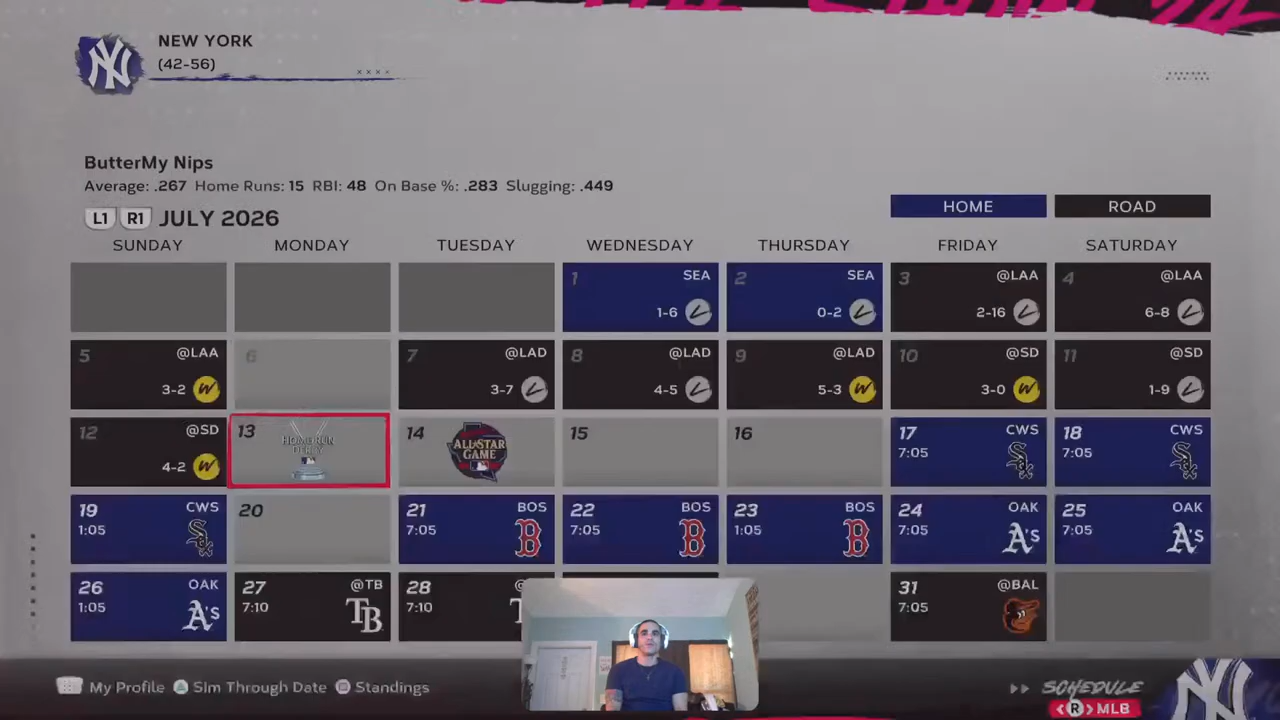 NEW YORK
(42-56)
ButterMy Nips
Average: .267 Home Runs: 15 RBI: 48 On Base %: .283 Slugging: .449
L1 R1 JULY 2026
HOME ROAD
SUNDAY MONDAY TUESDAY WEDNESDAY THURSDAY FRIDAY SATURDAY
1 SEA 2 SEA 3 @LAA 4 @LAA
1-6 L 0-2 L 2-16 L 6-8 L
5 @LAA 6 7 @LAD 8 @LAD 9 @LAD 10 @SD 11 @SD
3-2 W 3-7 L 4-5 L 5-3 W 3-0 W 1-9 L
12 @SD 13 HOME RUN DERBY 14 ALL-STAR GAME 15 16 17 CWS 18 CWS
4-2 W 7:05 7:05
19 CWS 20 21 BOS 22 BOS 23 BOS 24 OAK 25 OAK
1:05 7:05 7:05 1:05 7:05 A's 7:05 A's
26 OAK 27 @TB 28 31 @BAL
1:05 A's 7:10 TB 7:10 7:05
My Profile Sim Through Date Standings
SCHEDULE
R MLB